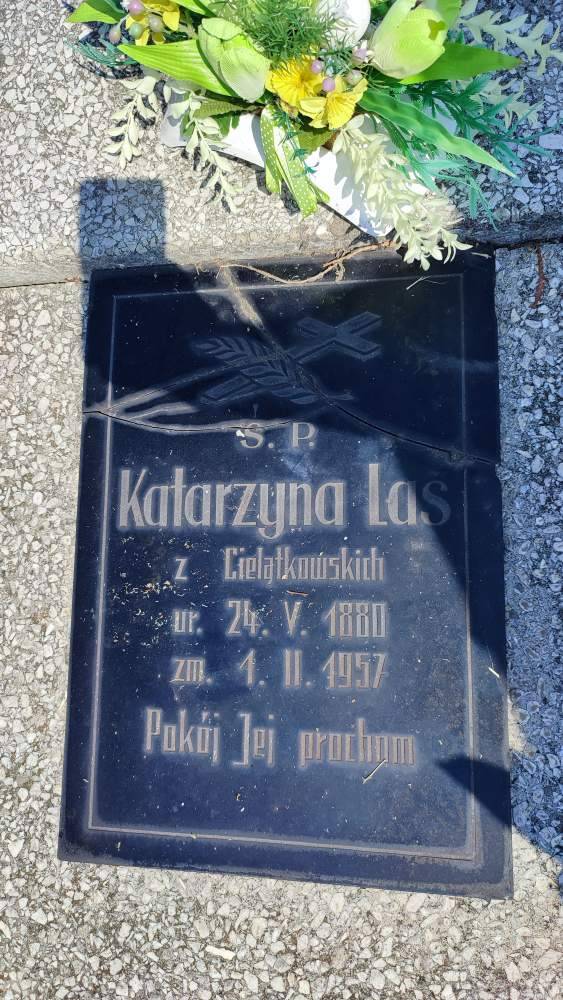 Ś. P.
Katarzyna Las
z Cielątkowskich
ur. 24. V. 1880
zm. 1. II. 1957
Pokój Jej prochom